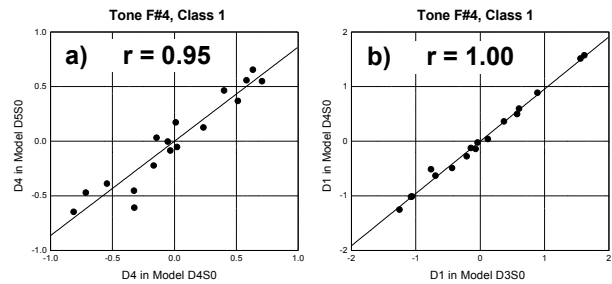 Tone F#4, Class 1
a) r = 0.95
1.0
0.5
0.0
-0.5
-1.0
-1.0 -0.5 0.0 0.5 1.0
D4 in Model D5S0
D4 in Model D4S0
Tone F#4, Class 1
b) r = 1.00
2
1
0
-1
-2
-2 -1 0 1 2
D1 in Model D4S0
D1 in Model D3S0